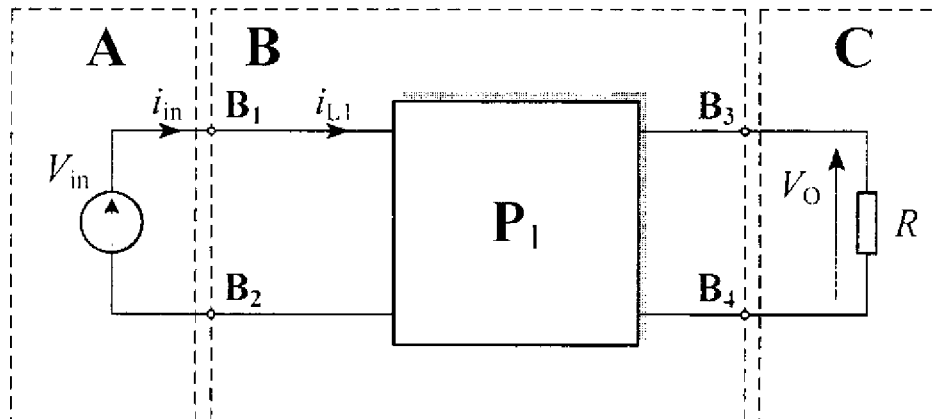 A B C
i_in B₁ i_L1 B₃
V_in P₁ V_O R
B₂ B₄